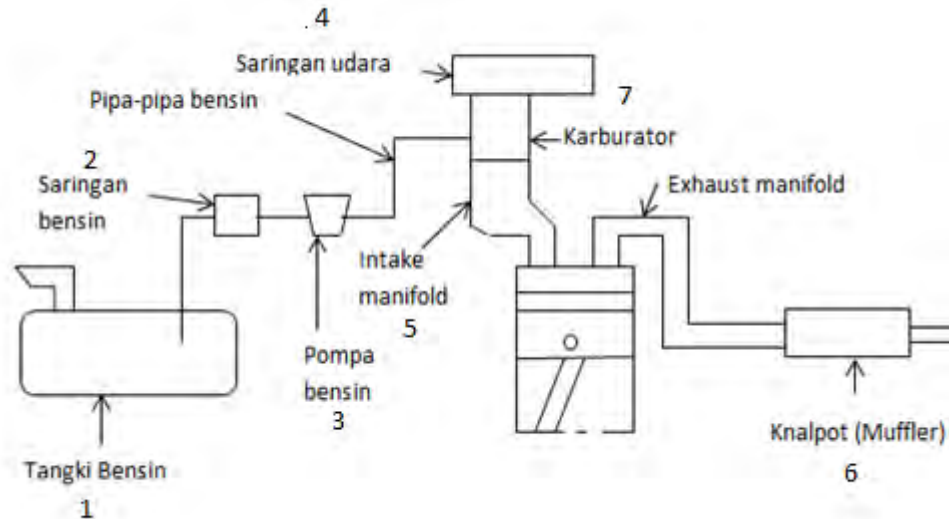 .4
Saringan udara
7
Pipa-pipa bensin
Karburator
2
Saringan
bensin
Exhaust manifold
Intake
manifold
5
Pompa
bensin
3
Knalpot (Muffler)
6
Tangki Bensin
1